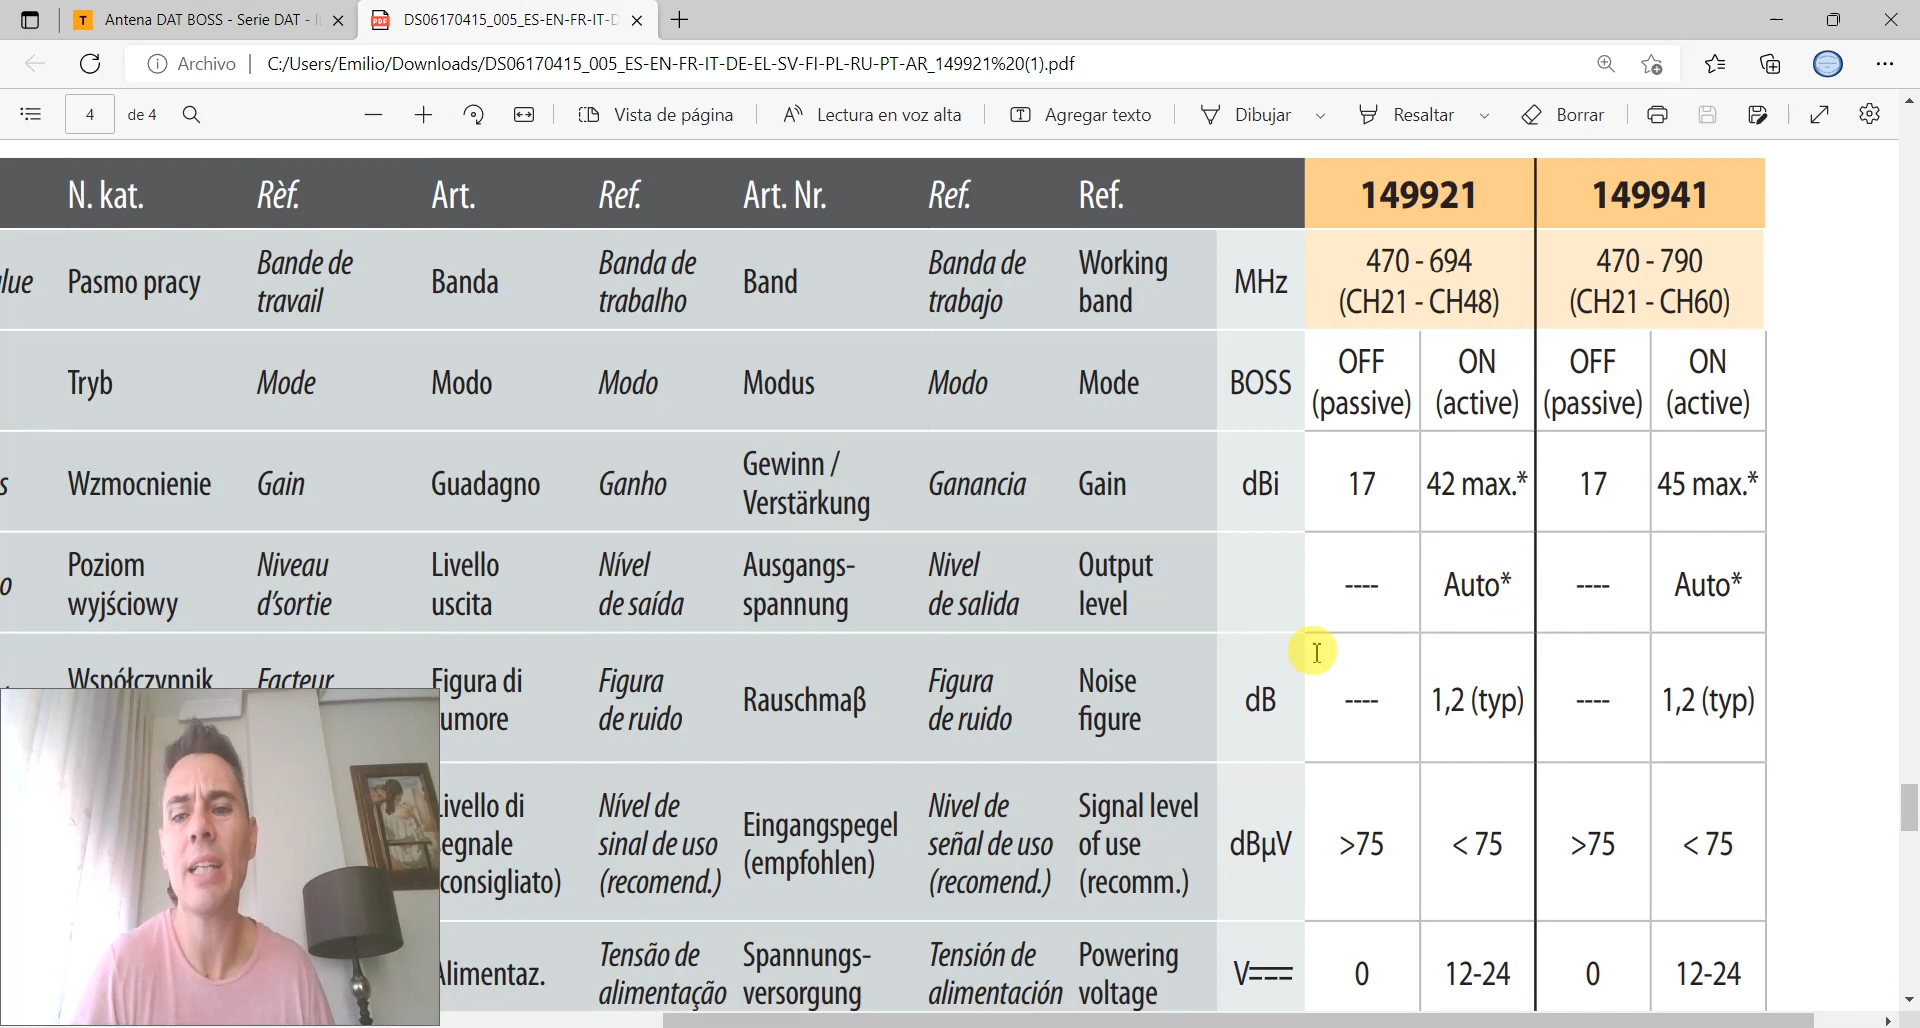 Antena DAT BOSS - Serie DAT - I
DS06170415_005_ES-EN-FR-IT-D
Archivo
C:/Users/Emilio/Downloads/DS06170415_005_ES-EN-FR-IT-DE-EL-SV-FI-PL-RU-PT-AR_149921%20(1).pdf
4 de 4
Vista de página
Lectura en voz alta
Agregar texto
Dibujar
Resaltar
Borrar
N. kat. Rèf. Art. Ref. Art. Nr. Ref. Ref. 149921 149941
Pasmo pracy
Bande de
travail
Banda
Banda de
trabalho
Band
Banda de
trabajo
Working
band
MHz
470 - 694
(CH21 - CH48)
470 - 790
(CH21 - CH60)
Tryb Mode Modo Modo Modus Modo Mode BOSS
OFF
(passive)
ON
(active)
OFF
(passive)
ON
(active)
Wzmocnienie Gain Guadagno Ganho
Gewinn /
Verstärkung
Ganancia Gain dBi 17 42 max.* 17 45 max.*
Poziom
wyjściowy
Niveau
d'sortie
Livello
uscita
Nível
de saída
Ausgangs-
spannung
Nivel
de salida
Output
level
---- Auto* ---- Auto*
Współczynnik
Facteur
Figura di
umore
Figura
de ruido
Rauschmaß
Figura
de ruido
Noise
figure
dB ---- 1,2 (typ) ---- 1,2 (typ)
ivello di
egnale
consigliato)
Nível de
sinal de uso
(recomend.)
Eingangspegel
(empfohlen)
Nivel de
señal de uso
(recomend.)
Signal level
of use
(recomm.)
dBµV >75 < 75 >75 < 75
Alimentaz.
Tensão de
alimentação
Spannungs-
versorgung
Tensión de
alimentación
Powering
voltage
V 0 12-24 0 12-24